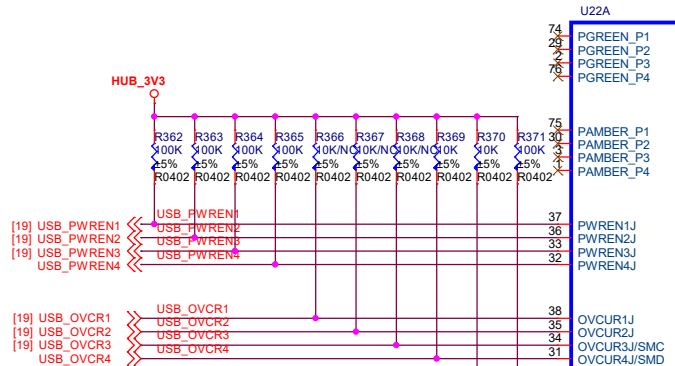 U22A
74
PGREEN_P1
29
PGREEN_P2
2
PGREEN_P3
76
PGREEN_P4
HUB_3V3
75
PAMBER_P1
30
PAMBER_P2
3
PAMBER_P3
1
PAMBER_P4
R362 R363 R364 R365 R366 R367 R368 R369 R370 R371
100K 100K 100K 100K 10K/NC 10K/NC 10K/NC 10K 10K 100K
±5% ±5% ±5% ±5% ±5% ±5% ±5% ±5% ±5% ±5%
R0402 R0402 R0402 R0402 R0402 R0402 R0402 R0402 R0402 R0402
[19] USB_PWREN1 USB_PWREN1 37 PWREN1J
[19] USB_PWREN2 USB_PWREN2 36 PWREN2J
[19] USB_PWREN3 USB_PWREN3 33 PWREN3J
USB_PWREN4 USB_PWREN4 32 PWREN4J
[19] USB_OVCR1 USB_OVCR1 38 OVCUR1J
[19] USB_OVCR2 USB_OVCR2 35 OVCUR2J
[19] USB_OVCR3 USB_OVCR3 34 OVCUR3J/SMC
USB_OVCR4 USB_OVCR4 31 OVCUR4J/SMD